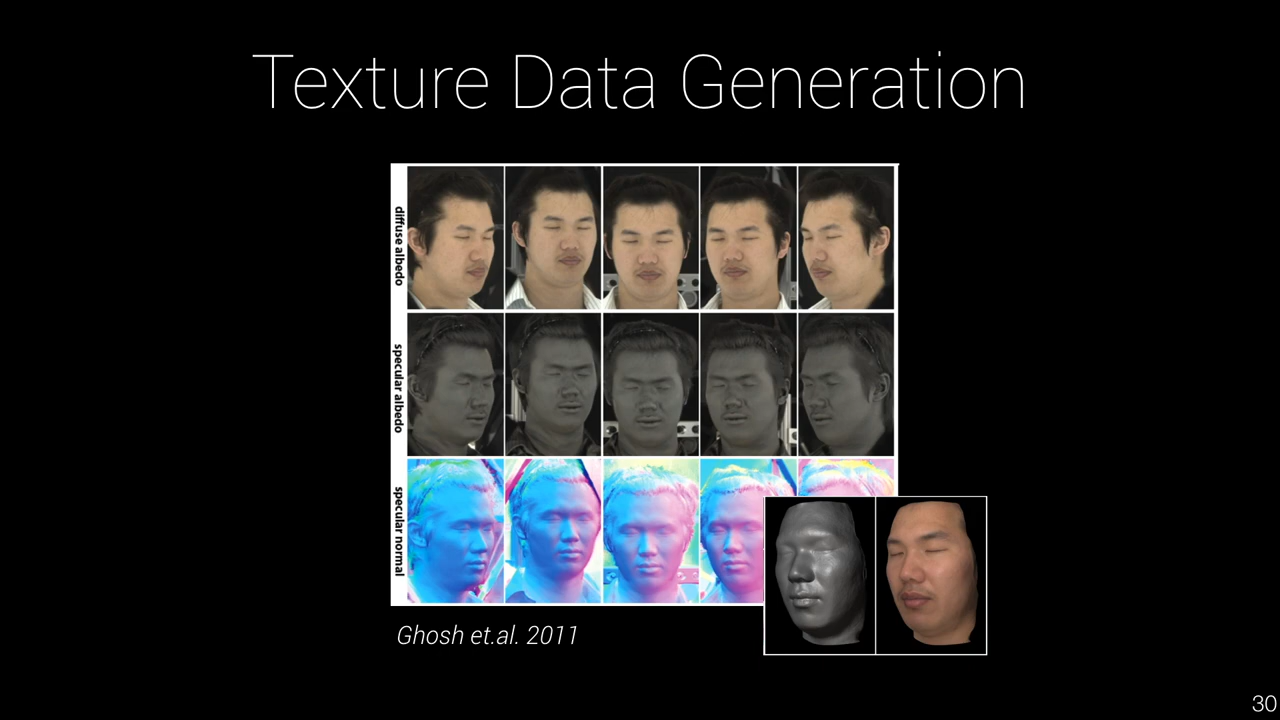 Texture Data Generation
diffuse albedo
specular albedo
specular normal
Ghosh et.al. 2011
30